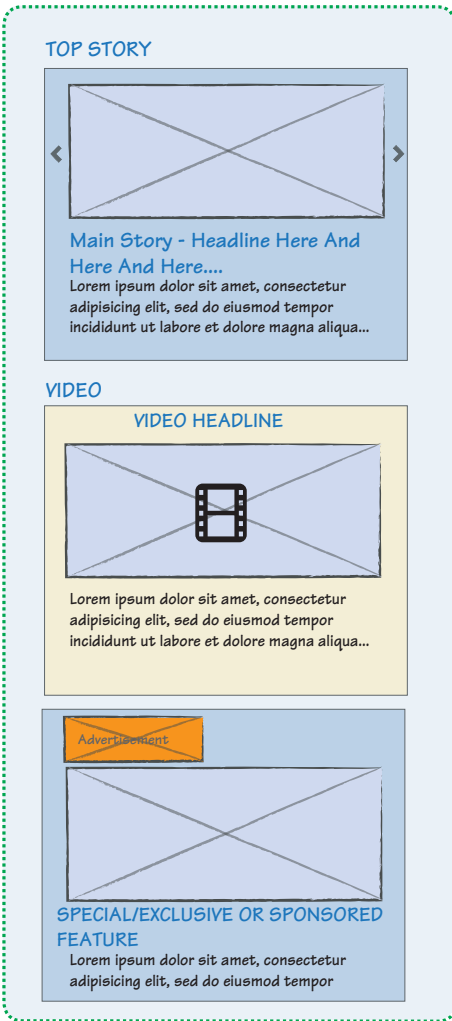 TOP STORY
Main Story - Headline Here And
Here And Here....
Lorem ipsum dolor sit amet, consectetur
adipisicing elit, sed do eiusmod tempor
incididunt ut labore et dolore magna aliqua...
VIDEO
VIDEO HEADLINE
Lorem ipsum dolor sit amet, consectetur
adipisicing elit, sed do eiusmod tempor
incididunt ut labore et dolore magna aliqua...
Advertisement
SPECIAL/EXCLUSIVE OR SPONSORED
FEATURE
Lorem ipsum dolor sit amet, consectetur
adipisicing elit, sed do eiusmod tempor